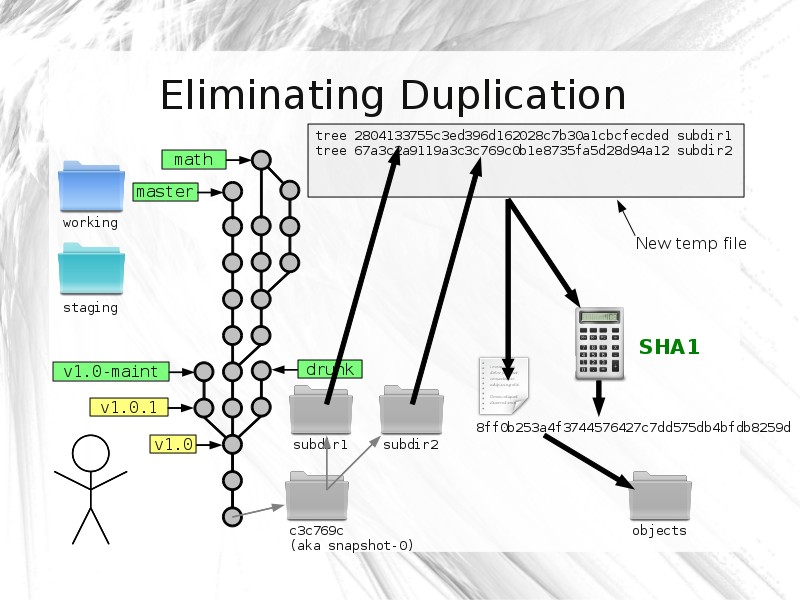 Eliminating Duplication
tree 2804133755c3ed396d162028c7b30a1cbcfecded subdir1
tree 67a3c2a9119a3c3c769c0b1e8735fa5d28d94a12 subdir2
math
master
working
New temp file
staging
SHA1
v1.0-maint
drunk
v1.0.1
8ff0b253a4f3744576427c7dd575db4bfdb8259d
v1.0
subdir1
subdir2
c3c769c
(aka snapshot-0)
objects